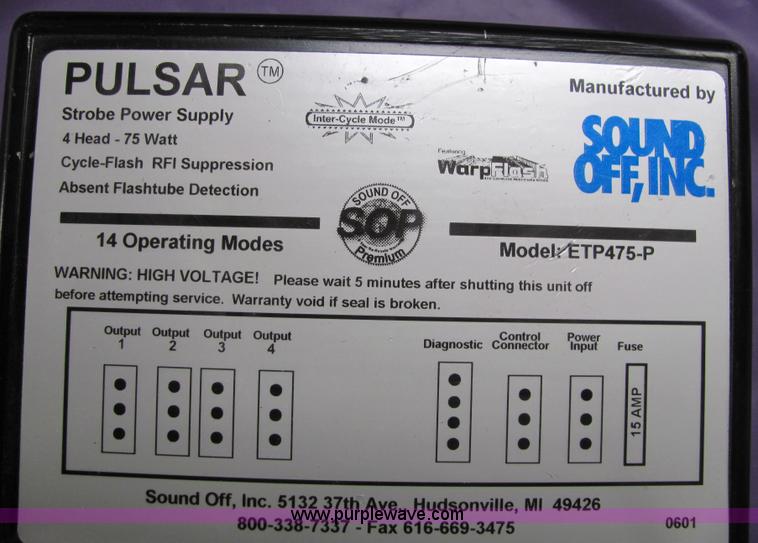 PULSAR TM
Manufactured by
SOUND
OFF, INC.
Strobe Power Supply
4 Head - 75 Watt
Cycle-Flash RFI Suppression
Absent Flashtube Detection
Inter-Cycle Mode™
Featuring
WarpFlash
SOUND OFF
SOP
Premium
14 Operating Modes
Model: ETP475-P
WARNING: HIGH VOLTAGE! Please wait 5 minutes after shutting this unit off
before attempting service. Warranty void if seal is broken.
Output
1
Output
2
Output
3
Output
4
Diagnostic
Control
Connector
Power
Input
Fuse
15 AMP
Sound Off, Inc. 5132 37th Ave. Hudsonville, MI 49426
www.purplewave.com
800-338-7337 - Fax 616-669-3475
0601